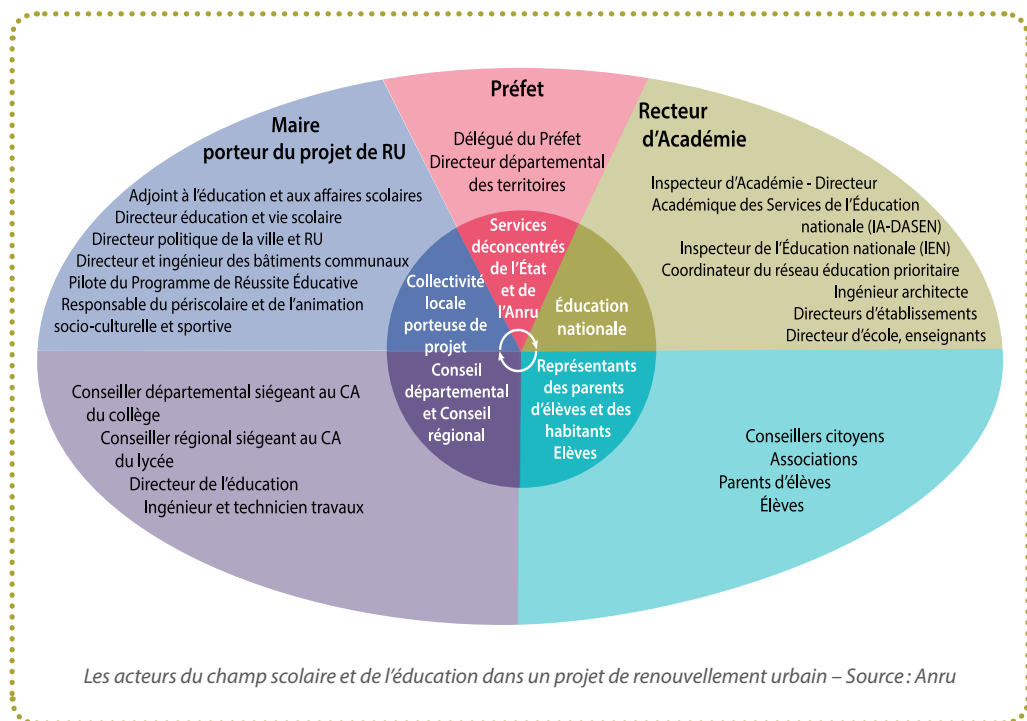 Maire
porteur du projet de RU
Adjoint à l'éducation et aux affaires scolaires
Directeur éducation et vie scolaire
Directeur politique de la ville et RU
Directeur et ingénieur des bâtiments communaux
Pilote du Programme de Réussite Éducative
Responsable du périscolaire et de l'animation
socio-culturelle et sportive
Préfet
Délégué du Préfet
Directeur départemental
des territoires
Recteur
d'Académie
Inspecteur d'Académie - Directeur
Académique des Services de l'Éducation
nationale (IA-DASEN)
Inspecteur de l'Éducation nationale (IEN)
Coordinateur du réseau éducation prioritaire
Ingénieur architecte
Directeurs d'établissements
Directeur d'école, enseignants
Collectivité
locale
porteuse de
projet
Services
déconcentrés
de l'État
et de
l'Anru
Éducation
nationale
Conseil
départemental
et Conseil
régional
Représentants
des parents
d'élèves et des
habitants
Elèves
Conseiller départemental siégeant au CA
du collège
Conseiller régional siégeant au CA
du lycée
Directeur de l'éducation
Ingénieur et technicien travaux
Conseillers citoyens
Associations
Parents d'élèves
Élèves
Les acteurs du champ scolaire et de l'éducation dans un projet de renouvellement urbain – Source : Anru